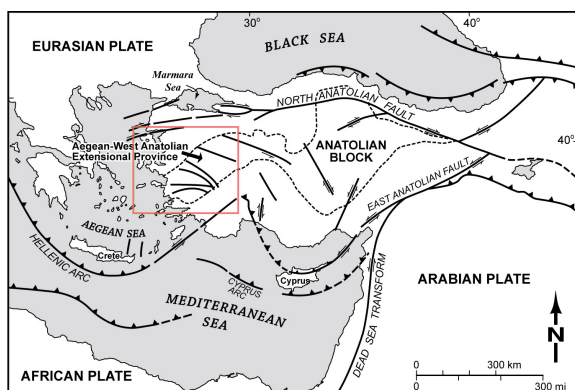 30°
40°
EURASIAN PLATE
BLACK SEA
Marmara
Sea
NORTH ANATOLIAN
FAULT
40°
Aegean-West Anatolian
Extensional Province
ANATOLIAN
BLOCK
EAST ANATOLIAN FAULT
AEGEAN SEA
HELLENIC ARC
Crete
CYPRUS
ARC
Cyprus
ARABIAN PLATE
MEDITERRANEAN
SEA
DEAD SEA TRANSFORM
N
AFRICAN PLATE
0 300 km
0 300 mi